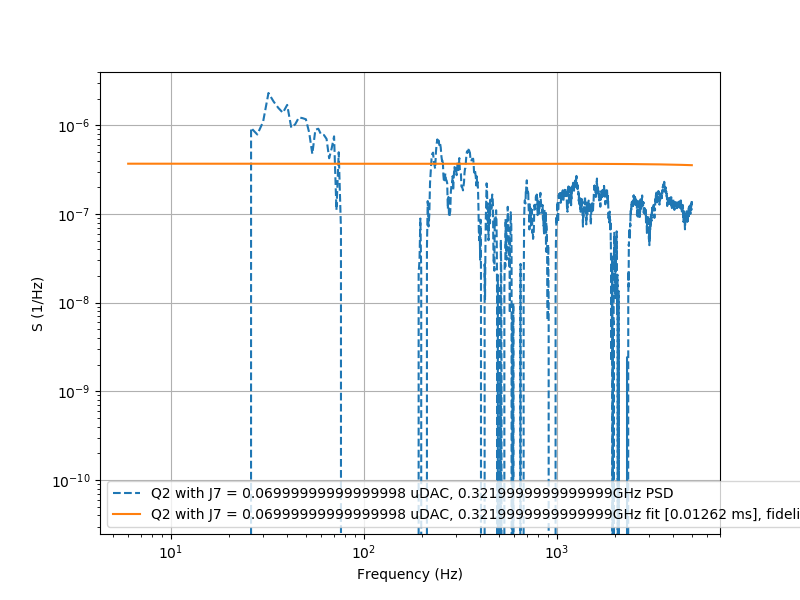 S (1/Hz)
10⁻⁶
10⁻⁷
10⁻⁸
10⁻⁹
10⁻¹⁰
Q2 with J7 = 0.06999999999999998 uDAC, 0.3219999999999999GHz PSD
Q2 with J7 = 0.06999999999999998 uDAC, 0.3219999999999999GHz fit [0.01262 ms], fideli
10¹ 10² 10³
Frequency (Hz)